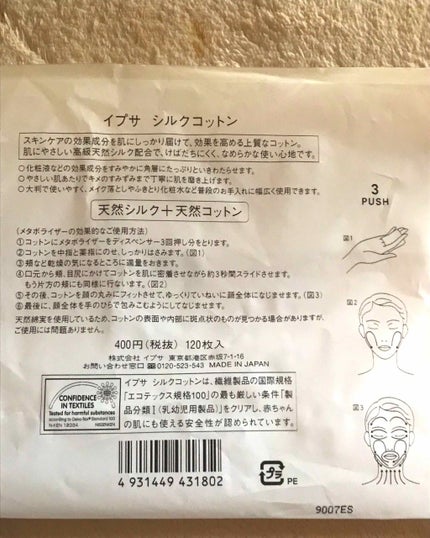 イプサ シルクコットン
スキンケアの効果成分を肌にしっかり届けて、効果を高める上質なコットン。
肌にやさしい高級天然シルク配合で、けばだちにくく、なめらかな使い心地です。
○化粧液などの効果成分をすみやかに角層にたっぷりといきわたらせます。
○やさしい肌あたりでキメのすみずみまで丁寧に肌を磨き上げます。
○大判で使いやすく、メイク落としやふきとり化粧水など普段のお手入れに幅広く使用できます。
天然シルク+天然コットン
3
PUSH
〈メタボライザーの効果的なご使用方法〉
①コットンにメタボライザーをディスペンサー3回押し分をとります。
②コットンを中指と薬指にのせ、しっかりはさみます。(図1)
③頬など乾燥の気になるところに適量をおきます。
④口元から頬、目尻にかけてコットンを肌に密着させながら約3秒スライドさせます。
もう片方の頬にも同様に行ないます。(図2)
⑤その後、コットンを顔の丸みにフィットさせて、ゆっくりていねいに顔全体になじませます。(図3)
⑥最後に、顔全体を手のひらで包みこむようにしてなじませます。
天然綿実を使用しているため、コットンの表面や内部に斑点状のものが見つかる場合がありますが、
ご使用には問題ありません。
図1
図2
図3
400円(税抜) 120枚入
株式会社 イプサ 東京都港区赤坂7-1-16
お問い合わせ窓口 0120-523-543 MADE IN JAPAN
CONFIDENCE
IN TEXTILES
Tested for harmful substances
according to Oeko-Tex® Standard 100
イプサ シルクコットンは、繊維製品の国際規格
「エコテックス規格100」の最も厳しい条件「製
品分類Ⅰ(乳幼児用製品)」をクリアし、赤ちゃん
の肌にも使える安全性が認められています。
4 931449 431802
プラ
PE
9007ES